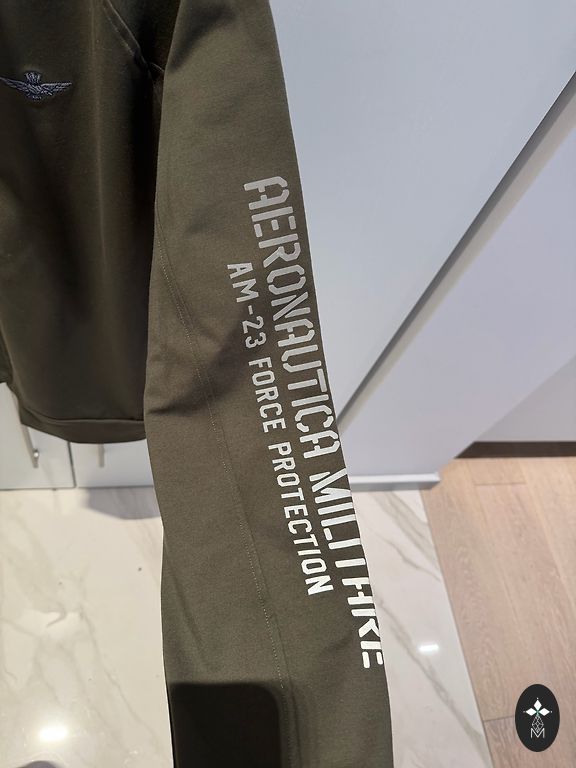 AERONAUTICA MILITARE
AM-23 FORCE PROTECTION
M